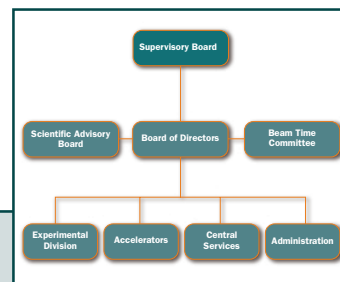 Supervisory Board
Scientific Advisory
Board
Board of Directors
Beam Time
Committee
Experimental
Division
Accelerators
Central
Services
Administration